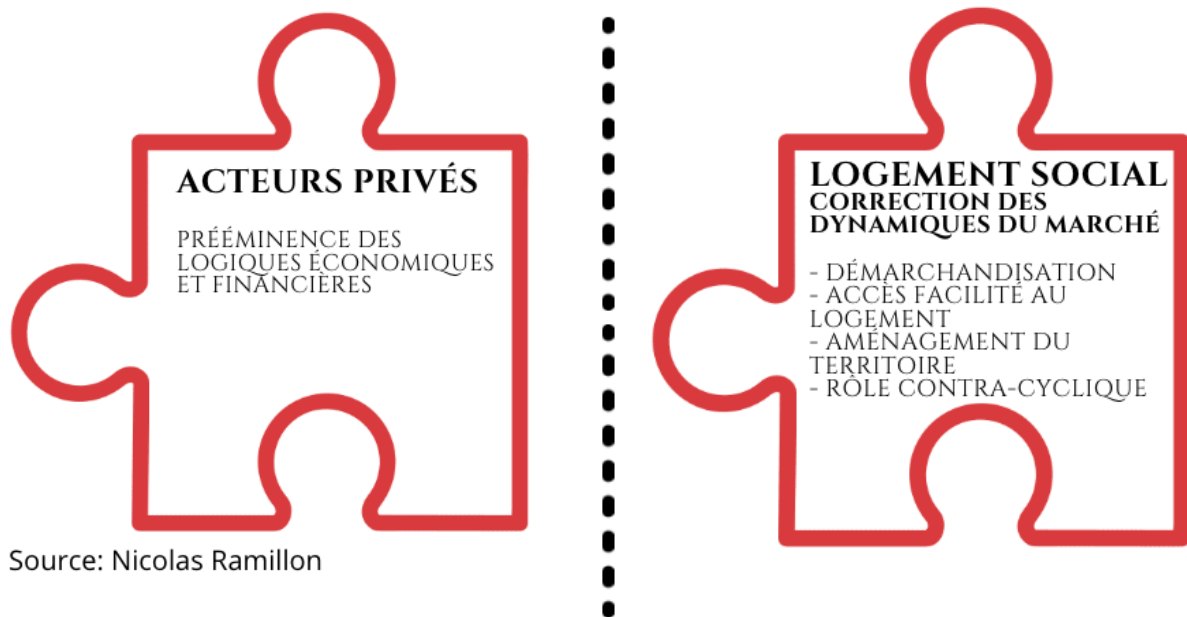 ACTEURS PRIVÉS
PRÉÉMINENCE DES
LOGIQUES ÉCONOMIQUES
ET FINANCIÈRES
LOGEMENT SOCIAL
CORRECTION DES
DYNAMIQUES DU MARCHÉ
- DÉMARCHANDISATION
- ACCÈS FACILITÉ AU
LOGEMENT
- AMÉNAGEMENT DU
TERRITOIRE
- RÔLE CONTRA-CYCLIQUE
Source: Nicolas Ramillon